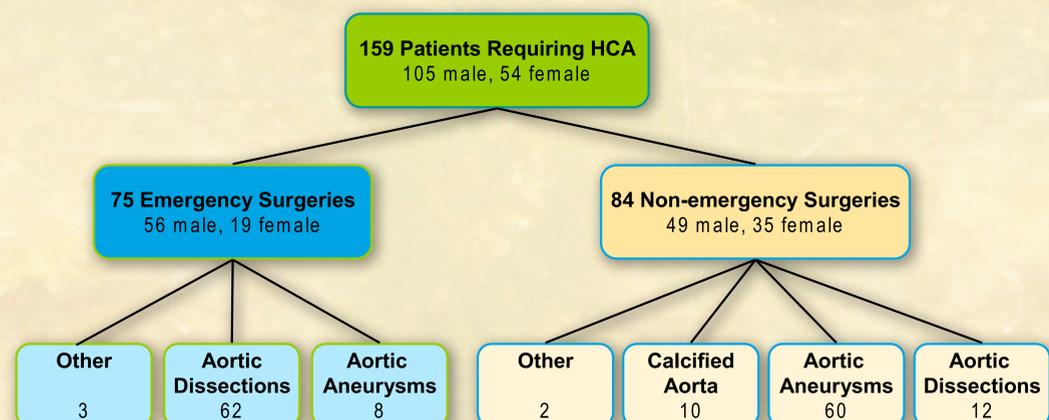 159 Patients Requiring HCA
105 male, 54 female
75 Emergency Surgeries
56 male, 19 female
84 Non-emergency Surgeries
49 male, 35 female
Other
3
Aortic
Dissections
62
Aortic
Aneurysms
8
Other
2
Calcified
Aorta
10
Aortic
Aneurysms
60
Aortic
Dissections
12